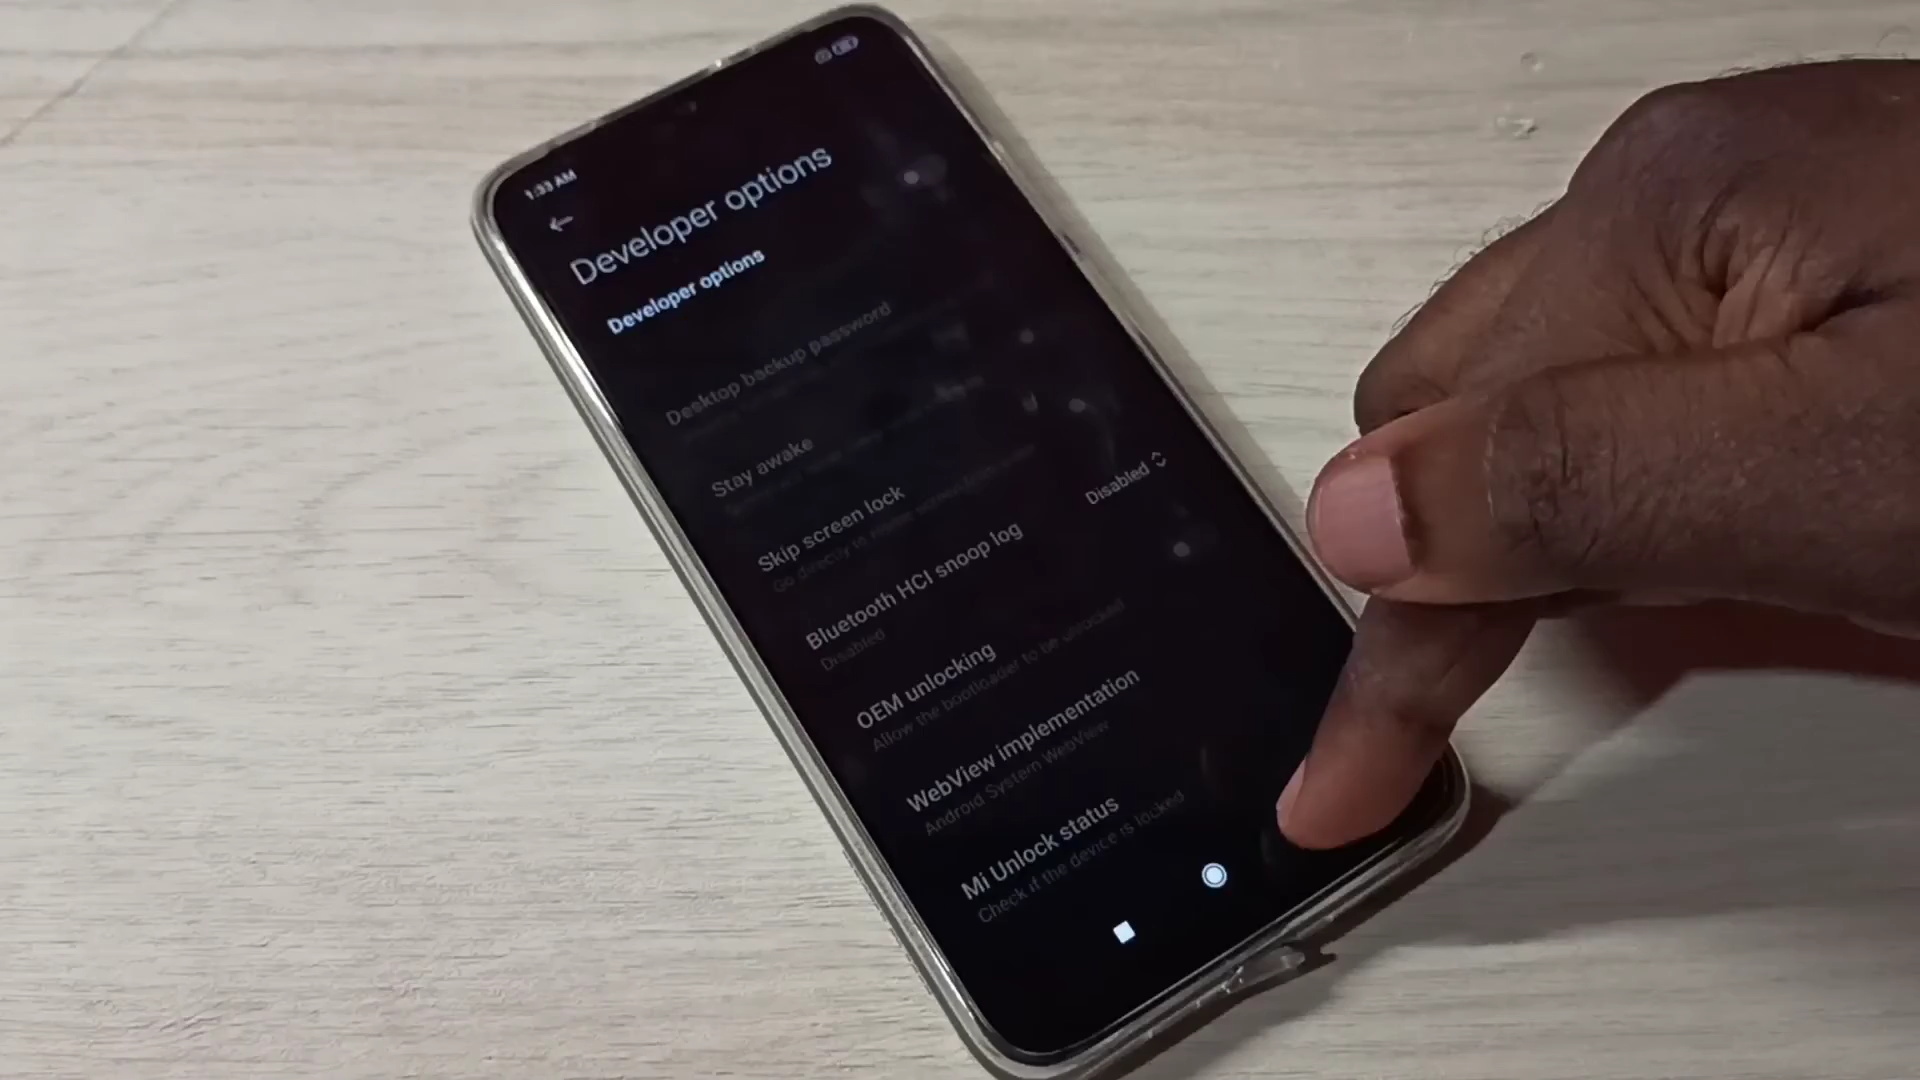 1:33 AM
Developer options
Developer options
Desktop backup password
Stay awake
Skip screen lock
Bluetooth HCI snoop log
Disabled
Disabled
OEM unlocking
Allow the bootloader to be unlocked
WebView implementation
Android System WebView
Mi Unlock status
Check if the device is locked